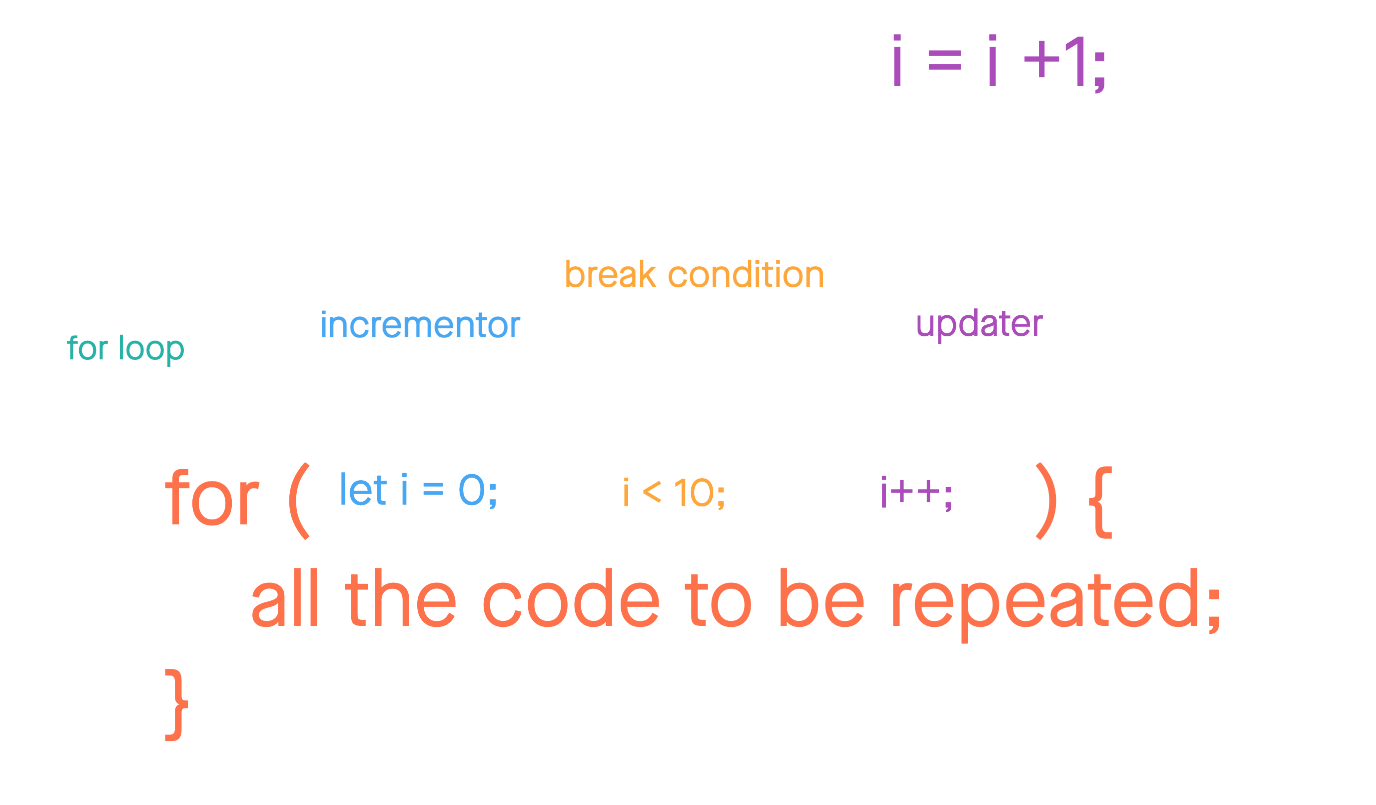 i = i +1;
break condition
incrementor
updater
for loop
for ( let i = 0; i < 10; i++; ) {
all the code to be repeated;
}